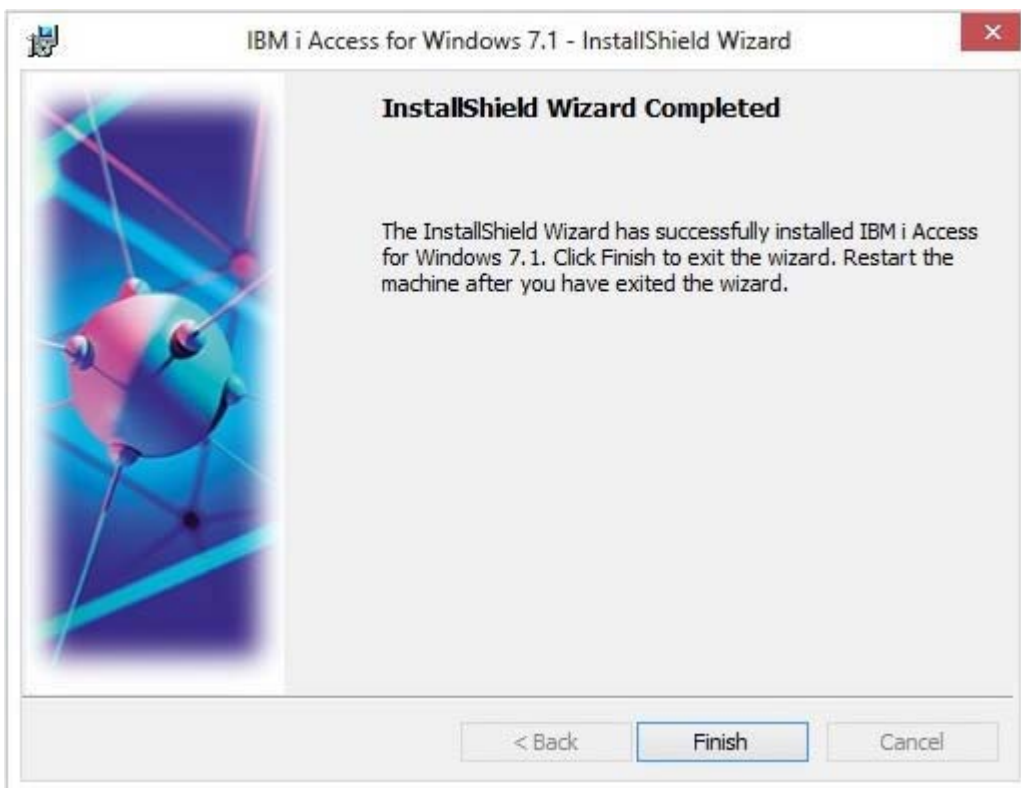 IBM i Access for Windows 7.1 - InstallShield Wizard
InstallShield Wizard Completed
The InstallShield Wizard has successfully installed IBM i Access
for Windows 7.1. Click Finish to exit the wizard. Restart the
machine after you have exited the wizard.
< Back
Finish
Cancel